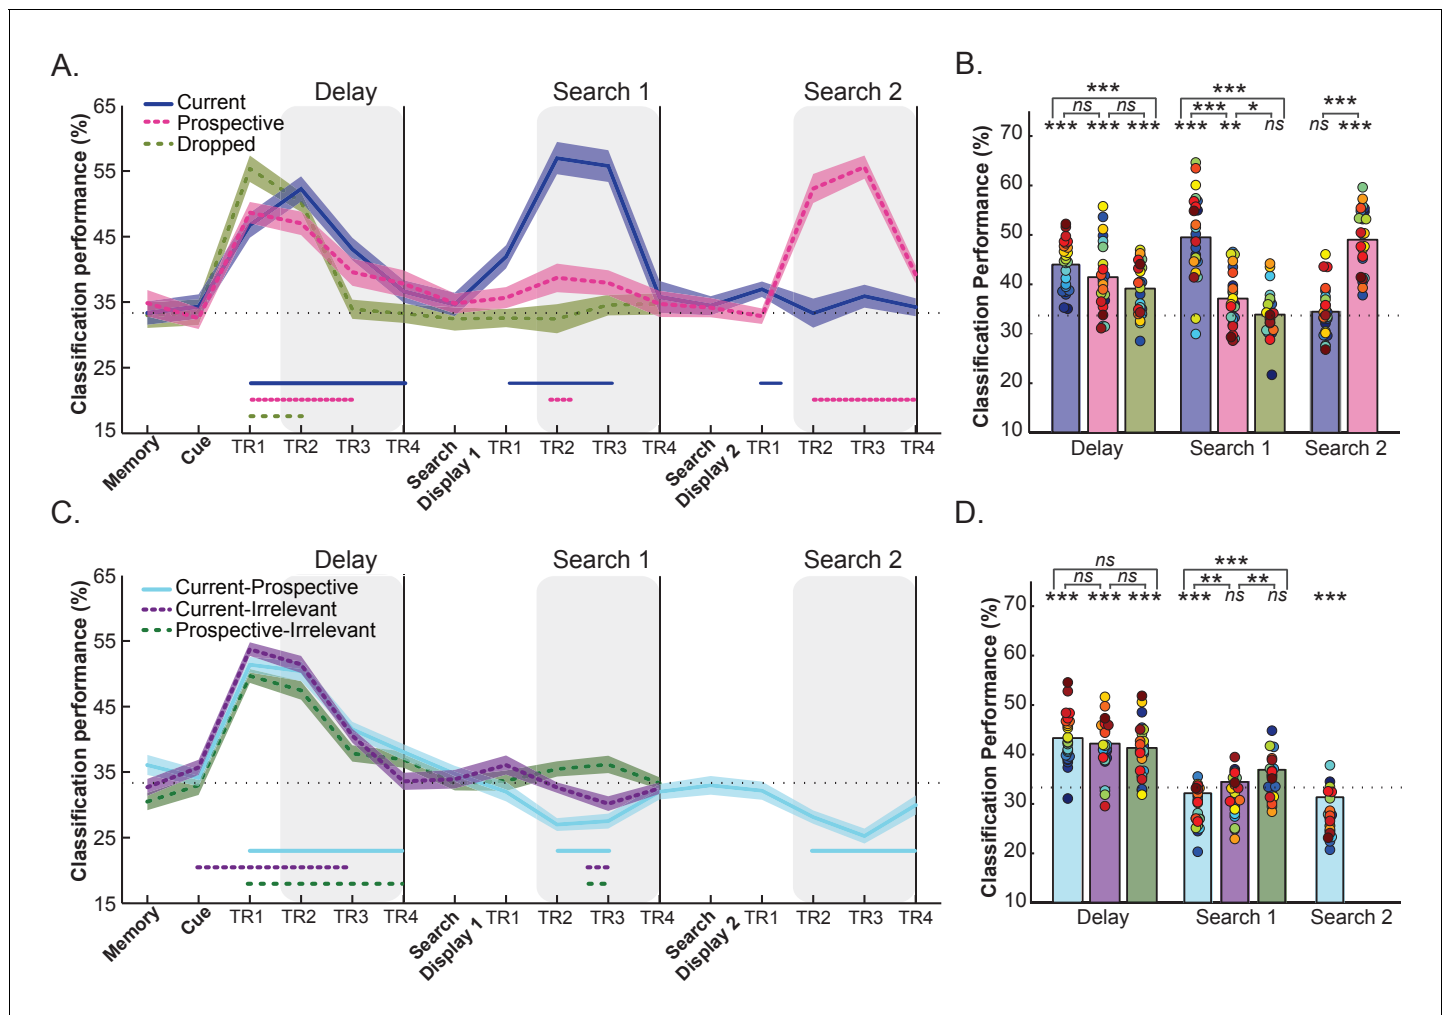 A.
Delay Search 1 Search 2
Current
Prospective
Dropped
Classification performance (%)
65
55
45
35
25
15
Memory Cue TR1 TR2 TR3 TR4 Search Display 1 TR1 TR2 TR3 TR4 Search Display 2 TR1 TR2 TR3 TR4
B.
*** *** ***
ns ns *** * 
*** *** *** *** ** ns ns ***
Classification Performance (%)
70
60
50
40
30
20
10
Delay Search 1 Search 2
C.
Delay Search 1 Search 2
Current-Prospective
Current-Irrelevant
Prospective-Irrelevant
Classification performance (%)
65
55
45
35
25
15
Memory Cue TR1 TR2 TR3 TR4 Search Display 1 TR1 TR2 TR3 TR4 Search Display 2 TR1 TR2 TR3 TR4
D.
ns ***
ns ns ** **
*** *** *** *** ns ns ***
Classification Performance (%)
70
60
50
40
30
20
10
Delay Search 1 Search 2